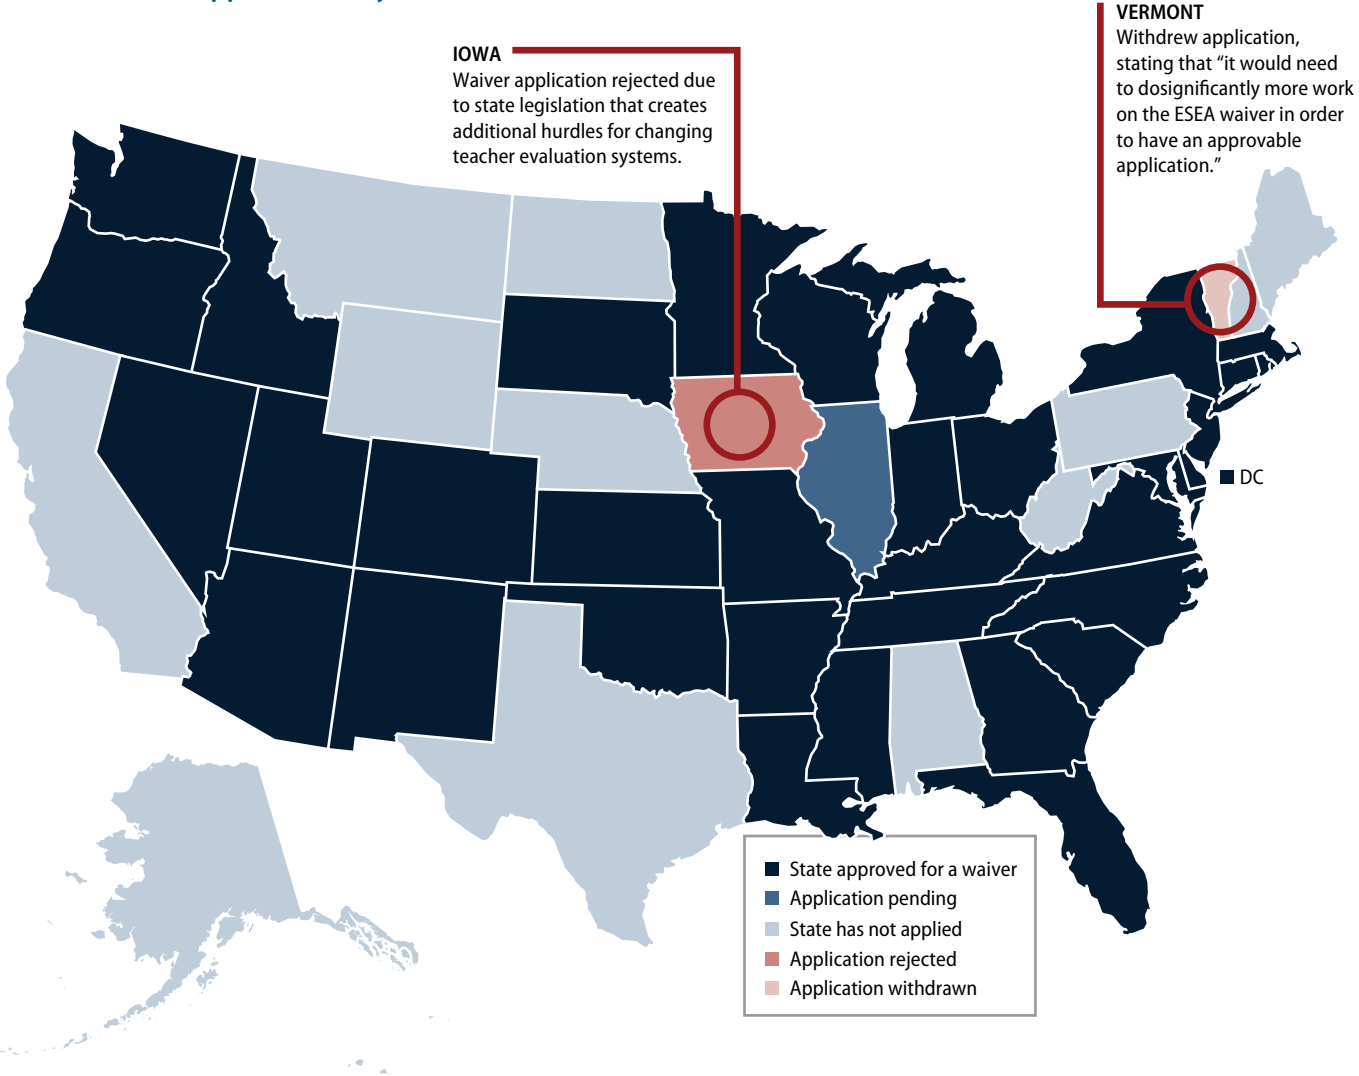 VERMONT
Withdrew application,
stating that “it would need
to dosignificantly more work
on the ESEA waiver in order
to have an approvable
application.”
IOWA
Waiver application rejected due
to state legislation that creates
additional hurdles for changing
teacher evaluation systems.
DC
State approved for a waiver
Application pending
State has not applied
Application rejected
Application withdrawn